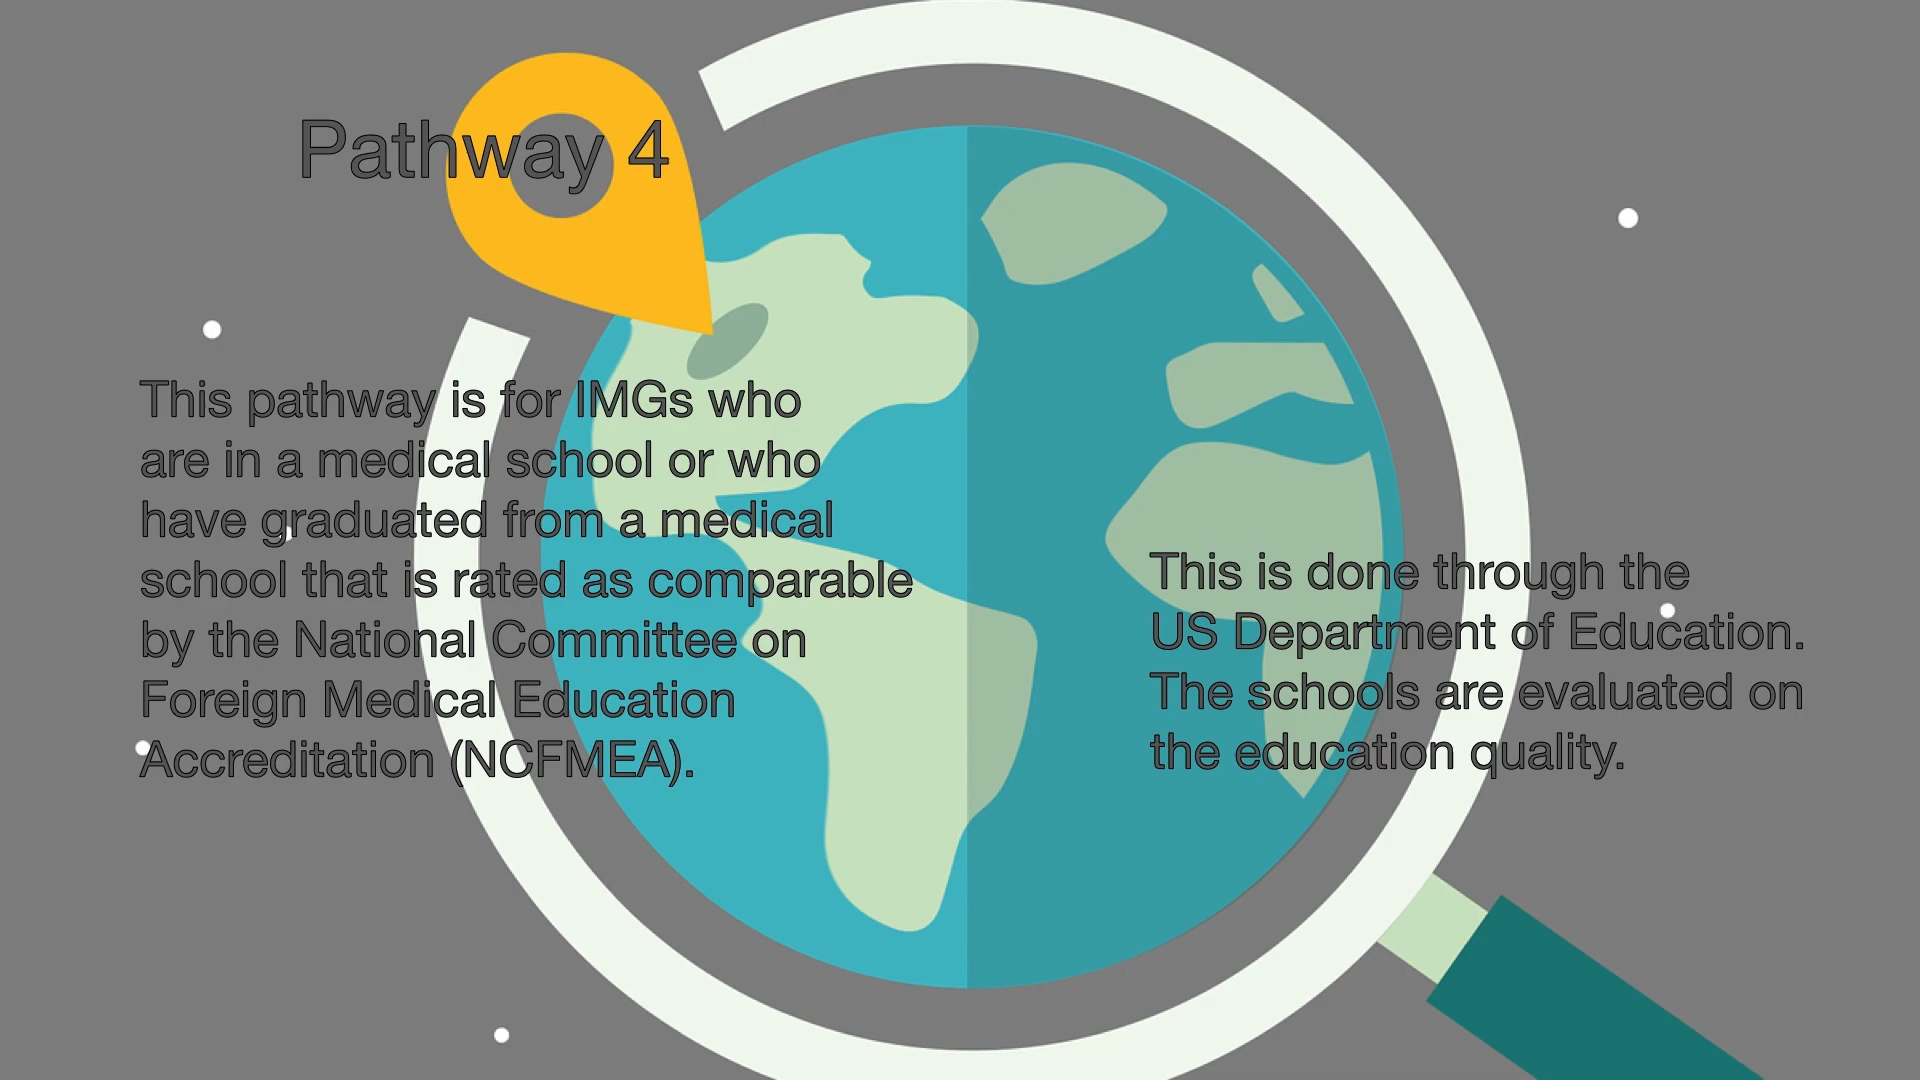 Pathway 4
This pathway is for IMGs who
are in a medical school or who
have graduated from a medical
school that is rated as comparable
by the National Committee on
Foreign Medical Education
Accreditation (NCFMEA).
This is done through the
US Department of Education.
The schools are evaluated on
the education quality.